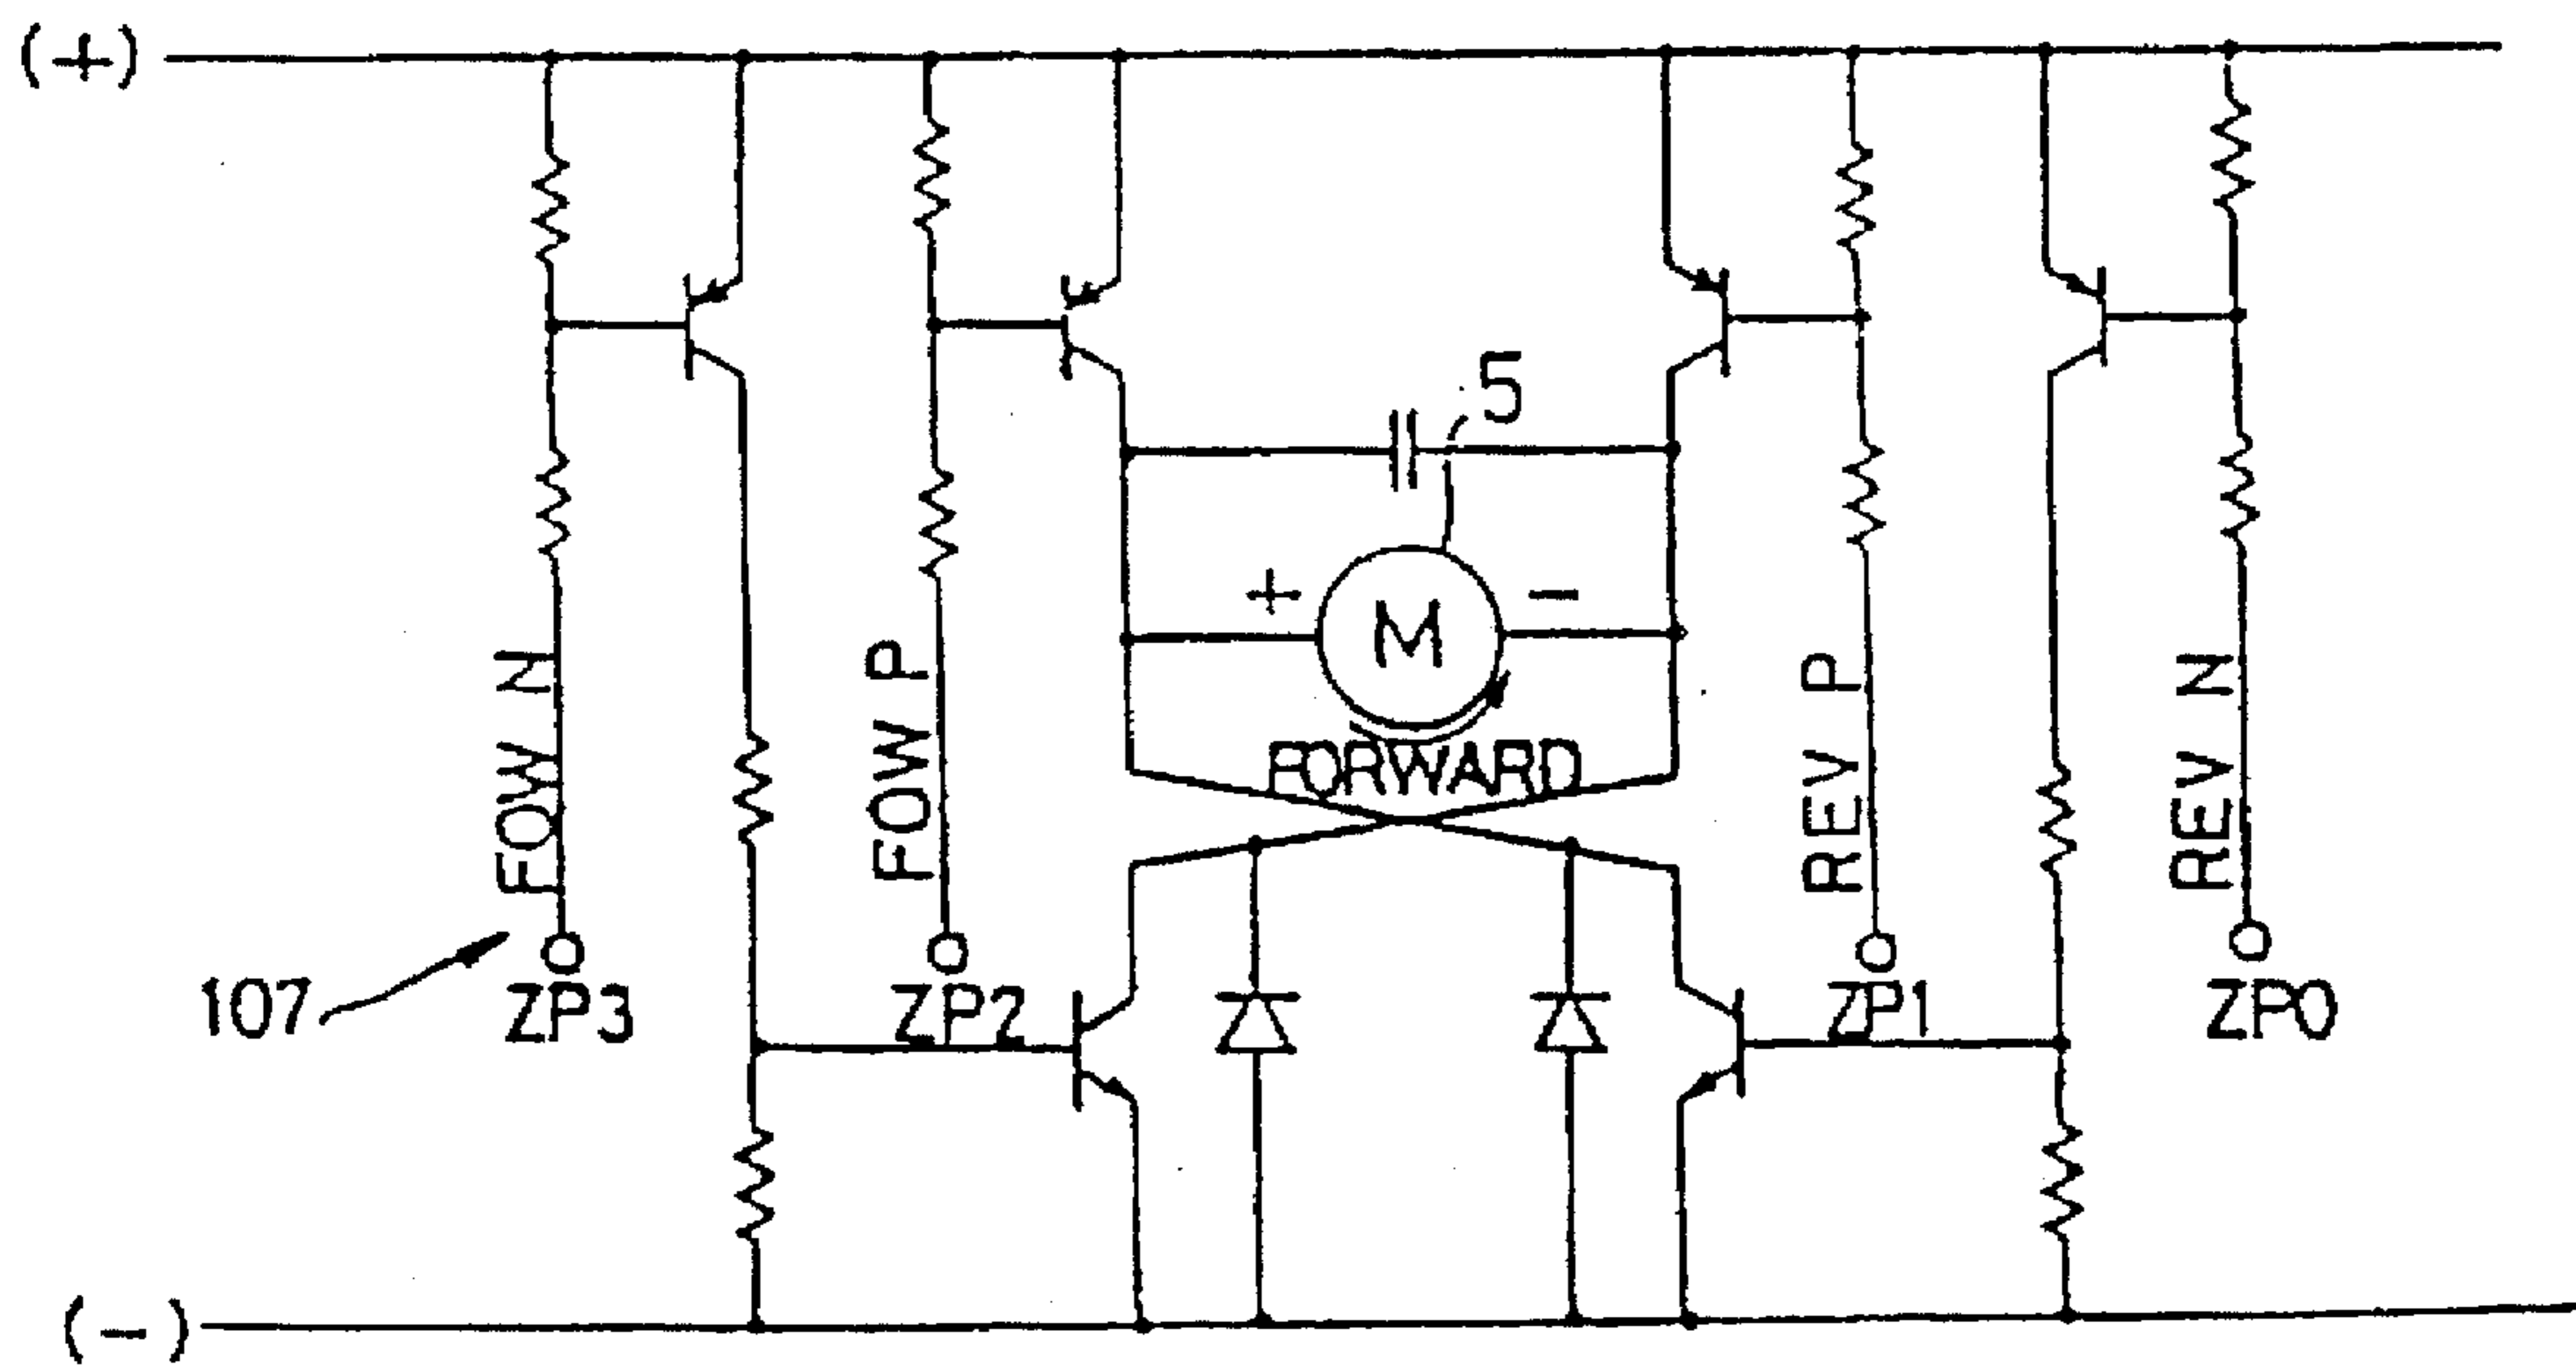 (+)
5
+
M
-
FORWARD
FOW N
FOW P
REV P
REV N
107
ZP3
ZP2
ZP1
ZP0
(-)